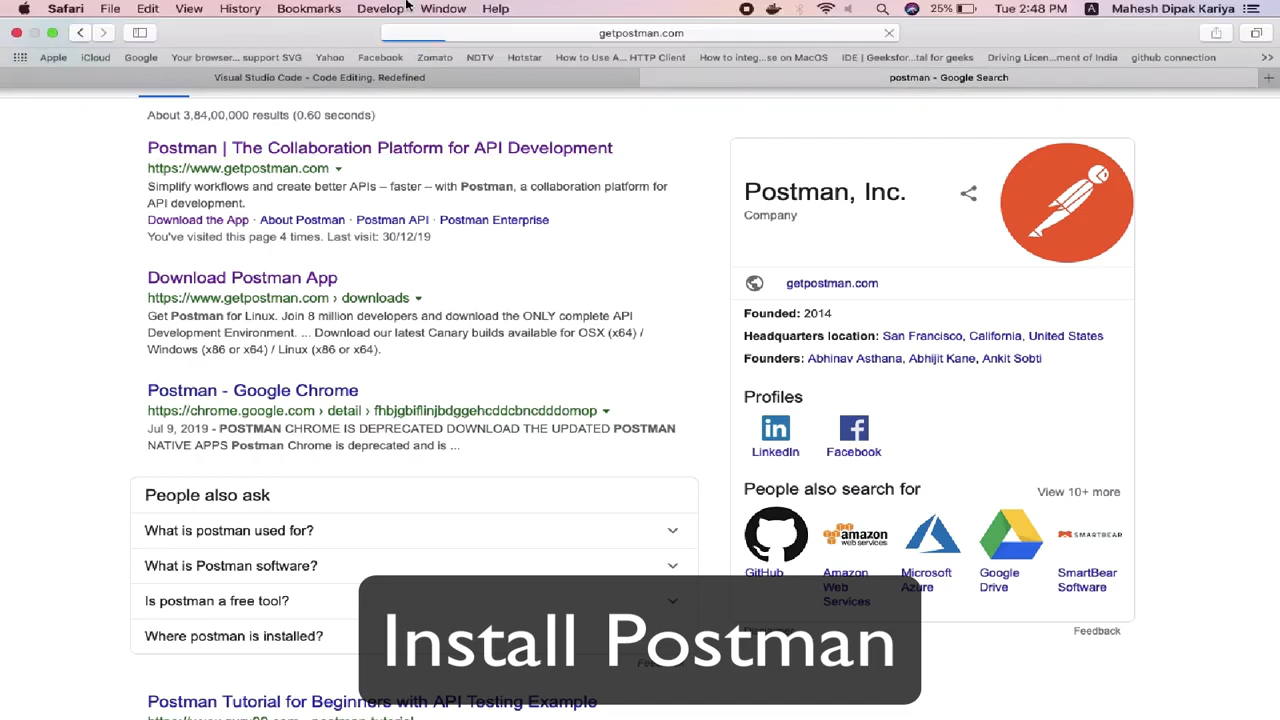 Safari File Edit View History Bookmarks Develop Window Help 25% Tue 2:48 PM A Mahesh Dipak Kariya
getpostman.com
Apple iCloud Google Your browser... support SVG Yahoo Facebook Zomato NDTV Hotstar How to Use A... HTTP Client How to integ...se on MacOS IDE | Geeksfor...tal for geeks Driving Licen...ment of India github connection >>
Visual Studio Code - Code Editing. Redefined postman - Google Search +
About 3,84,00,000 results (0.60 seconds)
Postman | The Collaboration Platform for API Development
https://www.getpostman.com
Simplify workflows and create better APIs – faster – with Postman, a collaboration platform for
API development.
Download the App · About Postman · Postman API · Postman Enterprise
You've visited this page 4 times. Last visit: 30/12/19
Download Postman App
https://www.getpostman.com › downloads
Get Postman for Linux. Join 8 million developers and download the ONLY complete API
Development Environment. ... Download our latest Canary builds available for OSX (x64) /
Windows (x86 or x64) / Linux (x86 or x64).
Postman - Google Chrome
https://chrome.google.com › detail › fhbjgbiflinjbdggehcddcbncdddomop
Jul 9, 2019 - POSTMAN CHROME IS DEPRECATED DOWNLOAD THE UPDATED POSTMAN
NATIVE APPS Postman Chrome is deprecated and is ...
People also ask
What is postman used for?
What is Postman software?
Is postman a free tool?
Where postman is installed?
Postman Tutorial for Beginners with API Testing Example
Postman, Inc.
Company
getpostman.com
Founded: 2014
Headquarters location: San Francisco, California, United States
Founders: Abhinav Asthana, Abhijit Kane, Ankit Sobti
Profiles
LinkedIn Facebook
People also search for View 10+ more
amazon
web services
SMARTBEAR
GitHub Amazon Microsoft Google SmartBear
Web Azure Drive Software
Services
Feedback
Install Postman